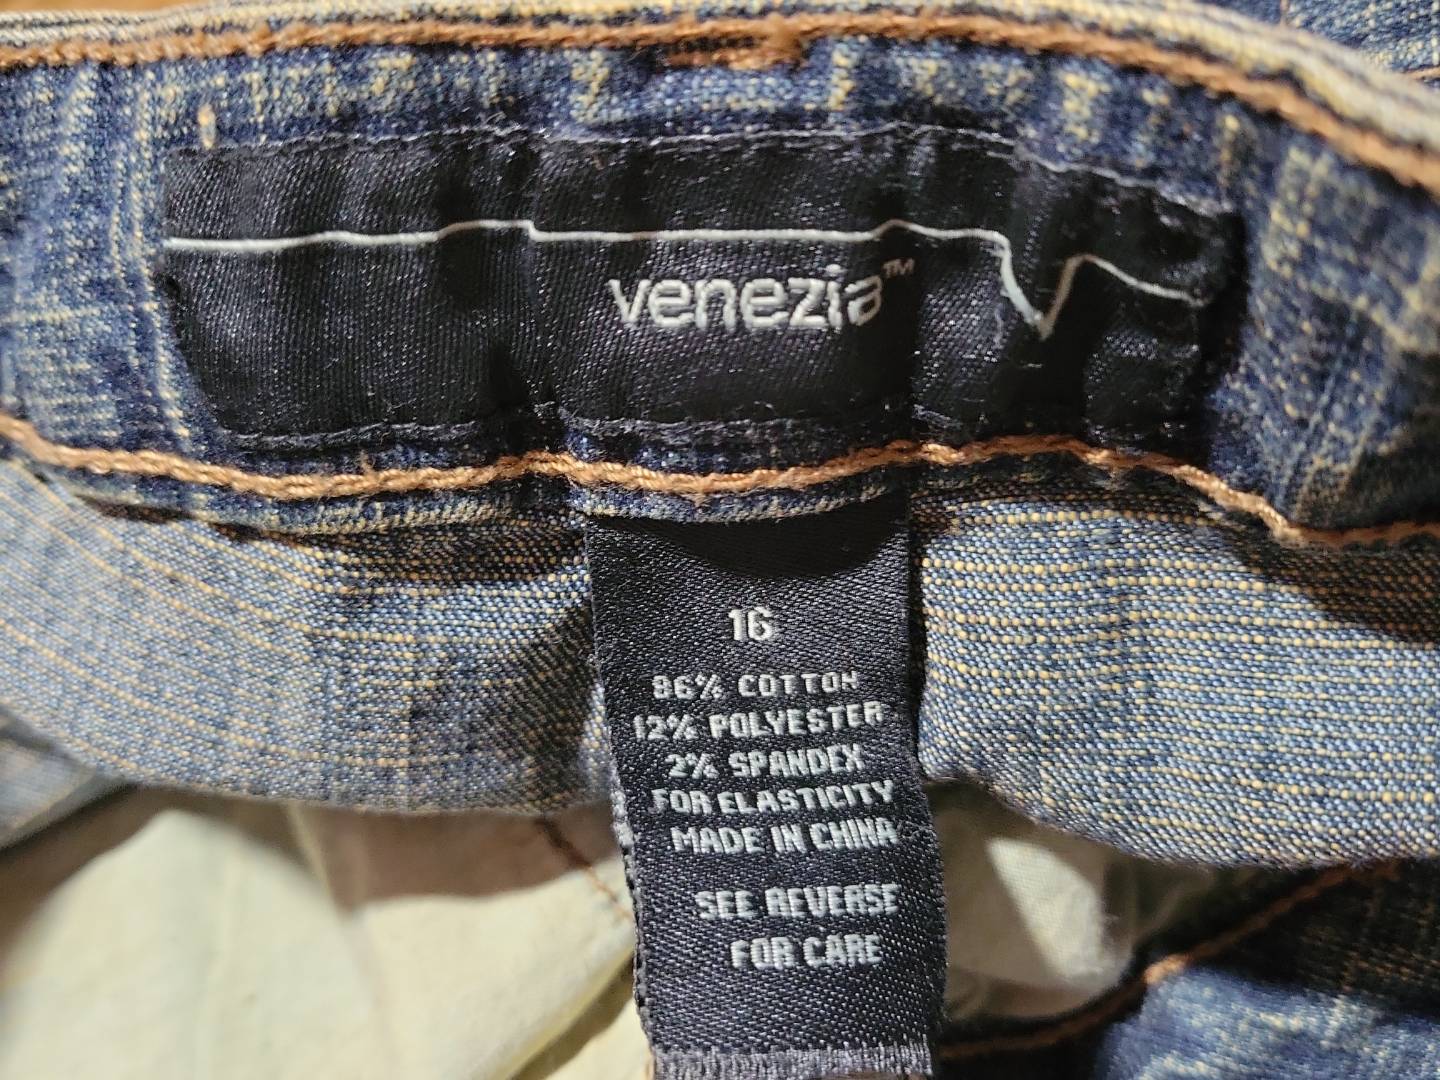 venezia™
16
86% COTTON
12% POLYESTER
2% SPANDEX
FOR ELASTICITY
MADE IN CHINA
SEE REVERSE
FOR CARE